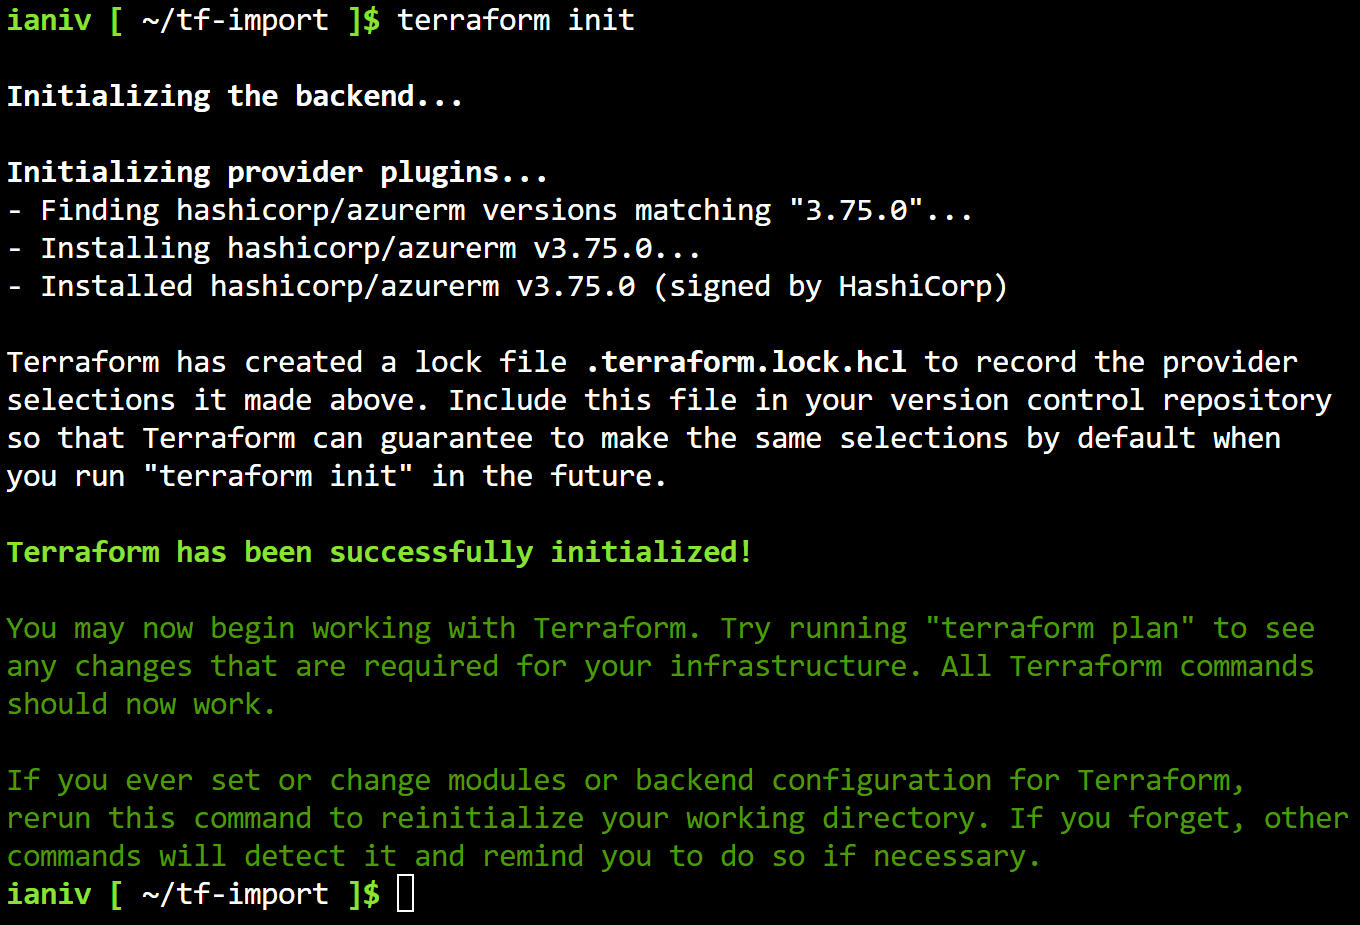 ianiv [ ~/tf-import ]$ terraform init
Initializing the backend...
Initializing provider plugins...
- Finding hashicorp/azurerm versions matching "3.75.0"...
- Installing hashicorp/azurerm v3.75.0...
- Installed hashicorp/azurerm v3.75.0 (signed by HashiCorp)
Terraform has created a lock file .terraform.lock.hcl to record the provider
selections it made above. Include this file in your version control repository
so that Terraform can guarantee to make the same selections by default when
you run "terraform init" in the future.
Terraform has been successfully initialized!
You may now begin working with Terraform. Try running "terraform plan" to see
any changes that are required for your infrastructure. All Terraform commands
should now work.
If you ever set or change modules or backend configuration for Terraform,
rerun this command to reinitialize your working directory. If you forget, other
commands will detect it and remind you to do so if necessary.
ianiv [ ~/tf-import ]$